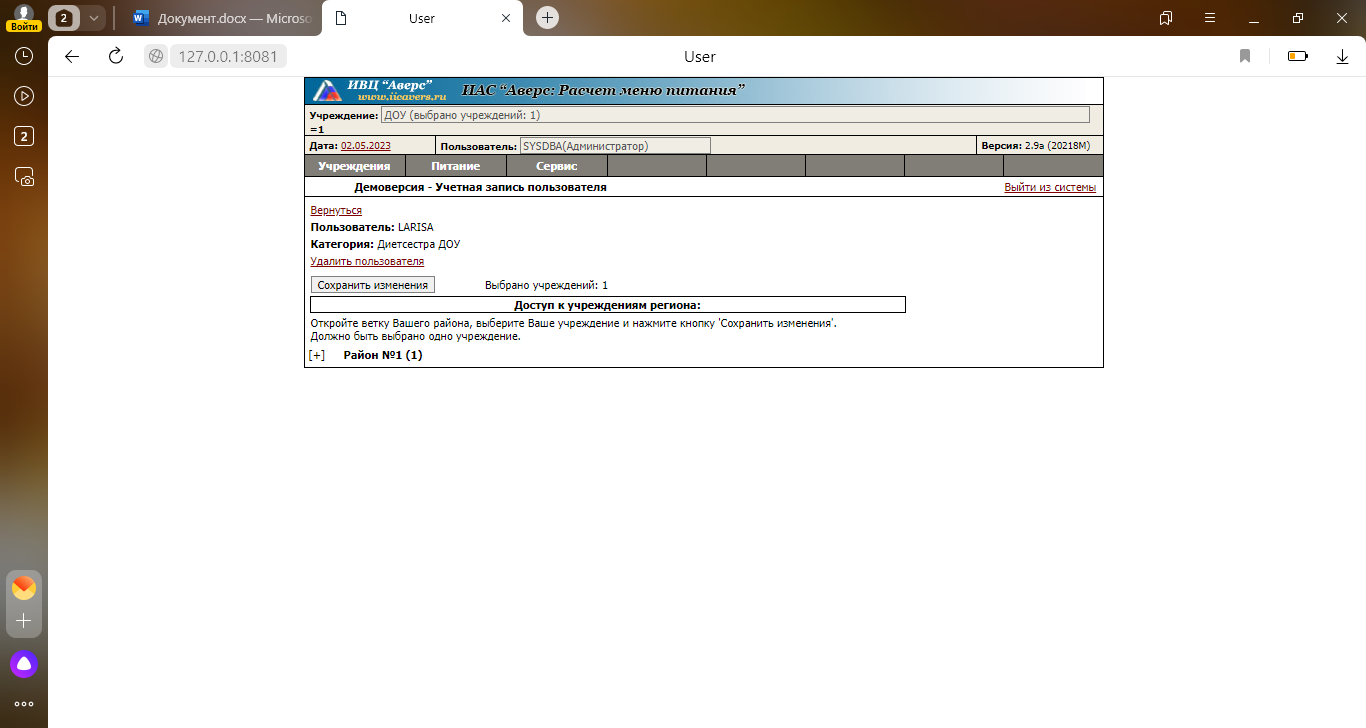 Войти
2
Документ.docx — Microso
User
127.0.0.1:8081
User
2
ИВЦ “Аверс”
www.iicavers.ru
ИАС “Аверс: Расчет меню питания”
Учреждение: ДОУ (выбрано учреждений: 1)
=1
Дата: 02.05.2023
Пользователь: SYSDBA(Администратор)
Версия: 2.9a (20218M)
Учреждения
Питание
Сервис
Демоверсия - Учетная запись пользователя
Выйти из системы
Вернуться
Пользователь: LARISA
Категория: Диетсестра ДОУ
Удалить пользователя
Сохранить изменения
Выбрано учреждений: 1
Доступ к учреждениям региона:
Откройте ветку Вашего района, выберите Ваше учреждение и нажмите кнопку 'Сохранить изменения'.
Должно быть выбрано одно учреждение.
[+] Район №1 (1)